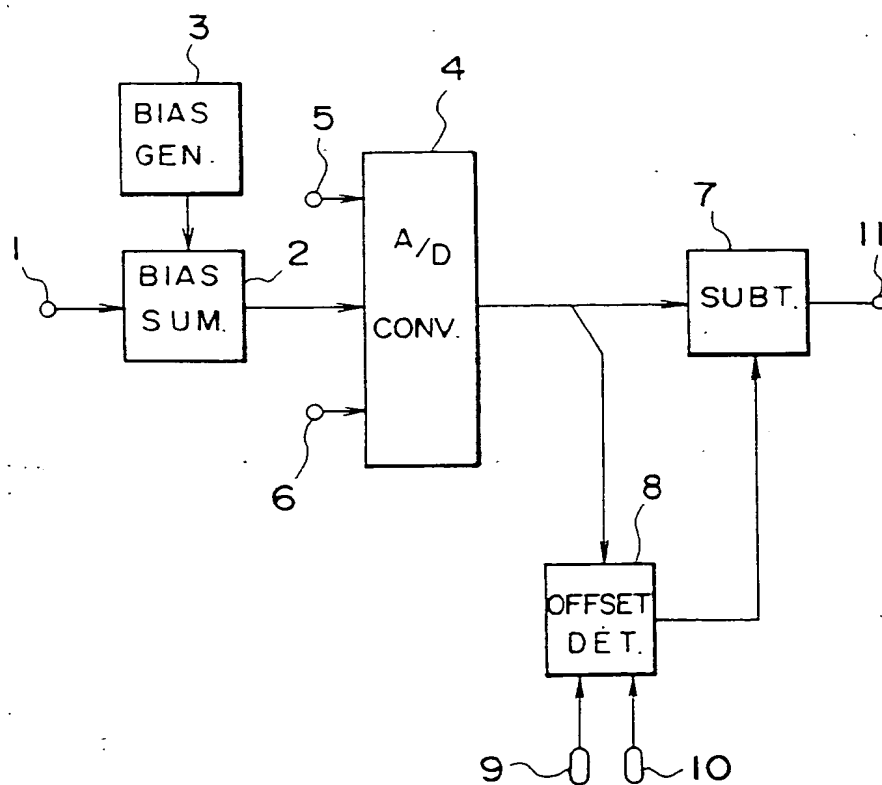 3
BIAS
GEN.
4
5
1
BIAS
SUM.
2
A/D
CONV.
7
SUBT.
11
6
8
OFFSET
DET.
9
10